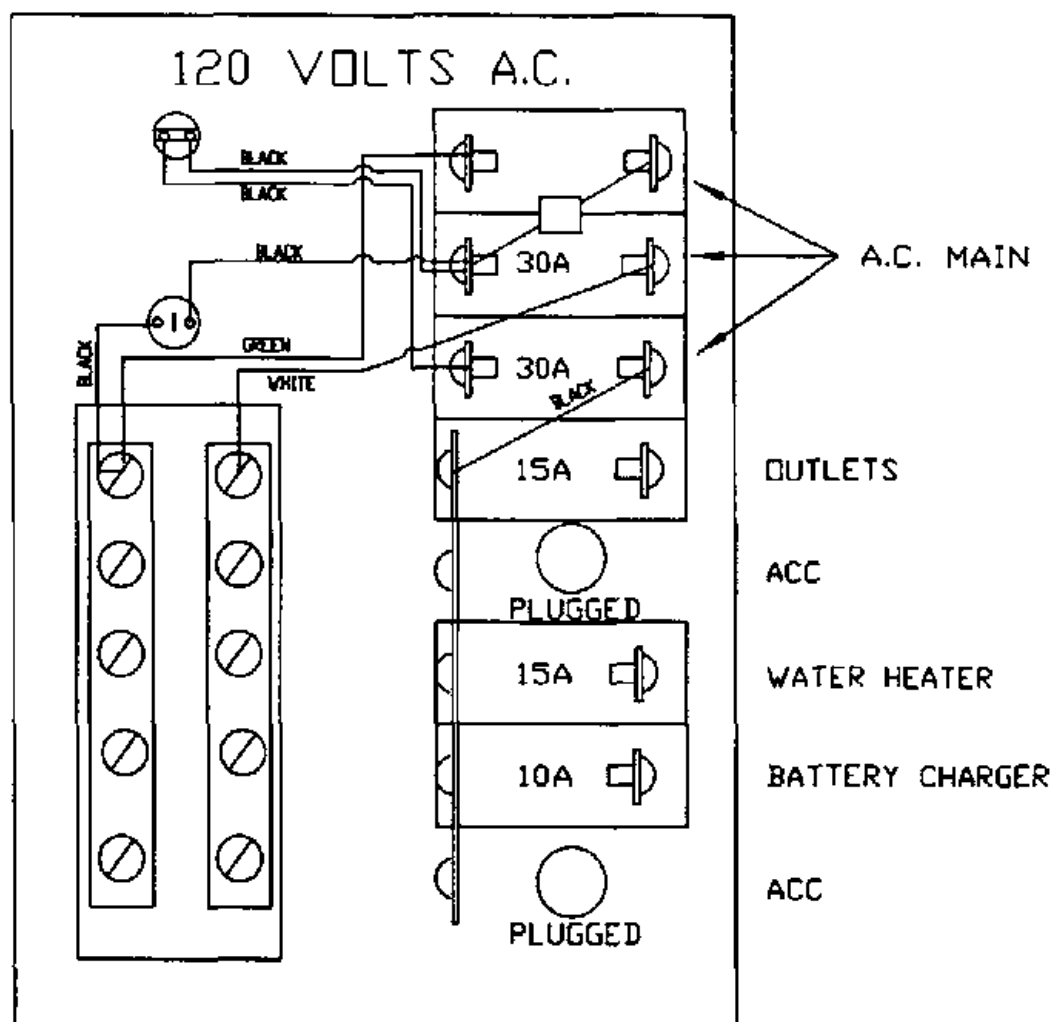 120 VOLTS A.C.
BLACK
BLACK
BLACK
30A
A.C. MAIN
BLACK
GREEN
WHITE
30A
BLACK
15A
OUTLETS
ACC
PLUGGED
15A
WATER HEATER
10A
BATTERY CHARGER
ACC
PLUGGED